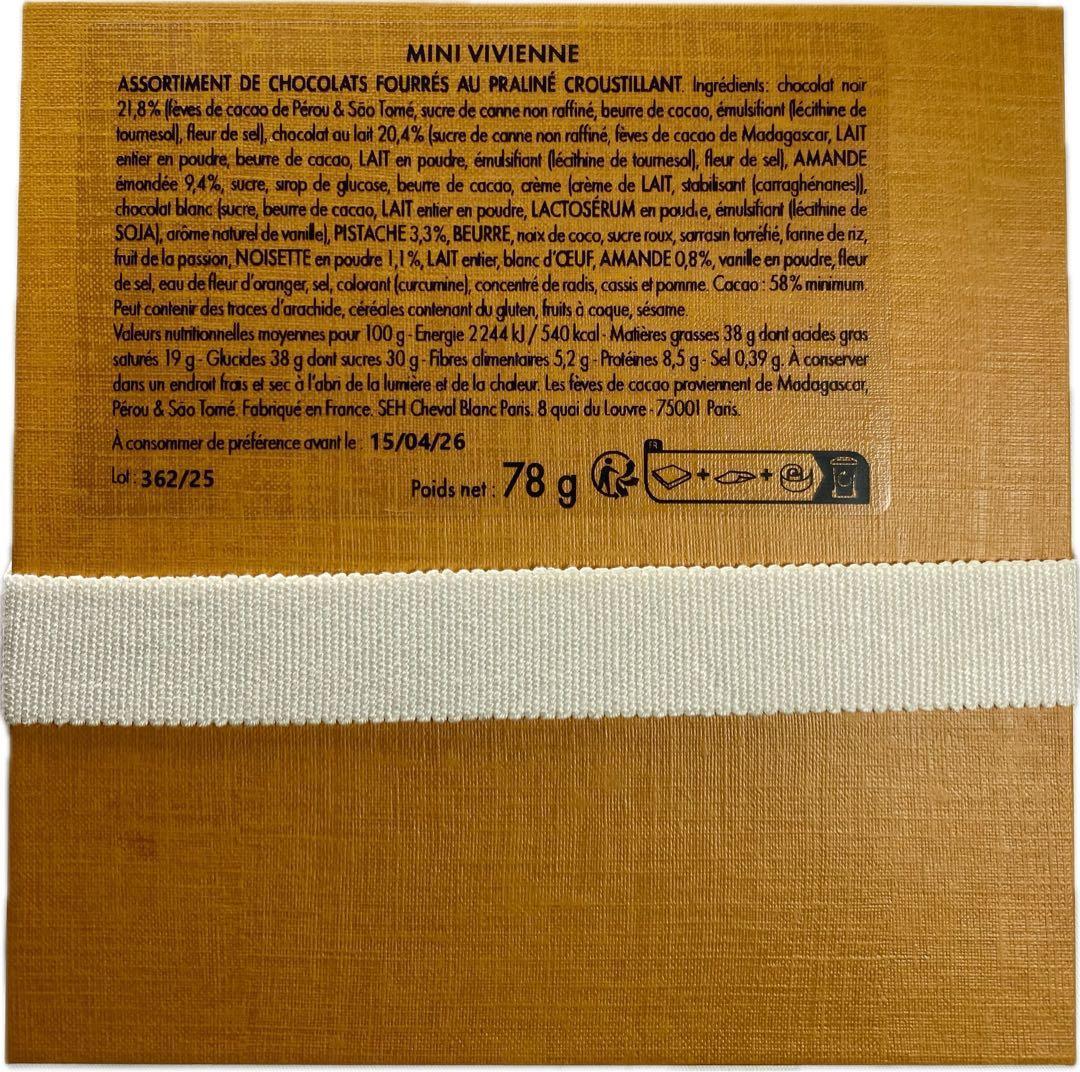 MINI VIVIENNE
ASSORTIMENT DE CHOCOLATS FOURRÉS AU PRALINÉ CROUSTILLANT. Ingrédients: chocolat noir
21,8% (fèves de cacao de Pérou & São Tomé, sucre de canne non raffiné, beurre de cacao, émulsifiant (lécithine de
tournesol), fleur de sel), chocolat au lait 20,4% (sucre de canne non raffiné, fèves de cacao de Madagascar, LAIT
entier en poudre, beurre de cacao, LAIT en poudre, émulsifiant (lécithine de tournesol), fleur de sel), AMANDE
émondée 9,4%, sucre, sirop de glucose, beurre de cacao, crème (crème de LAIT, stabilisant (carraghénanes)),
chocolat blanc (sucre, beurre de cacao, LAIT entier en poudre, LACTOSÉRUM en poudre, émulsifiant (lécithine de
SOJA), arôme naturel de vanille), PISTACHE 3,3%, BEURRE, noix de coco, sucre roux, sarrasin torréfié, farine de riz,
fruit de la passion, NOISETTE en poudre 1,1%, LAIT entier, blanc d'ŒUF, AMANDE 0,8%, vanille en poudre, fleur
de sel, eau de fleur d'oranger, sel, colorant (curcumine), concentré de radis, cassis et pomme. Cacao : 58% minimum.
Peut contenir des traces d'arachide, céréales contenant du gluten, fruits à coque, sésame.
Valeurs nutritionnelles moyennes pour 100 g - Energie 2244 kJ / 540 kcal - Matières grasses 38 g dont acides gras
saturés 19 g - Glucides 38 g dont sucres 30 g - Fibres alimentaires 5,2 g - Protéines 8,5 g - Sel 0,39 g. À conserver
dans un endroit frais et sec à l'abri de la lumière et de la chaleur. Les fèves de cacao proviennent de Madagascar,
Pérou & São Tomé. Fabriqué en France. SEH Cheval Blanc Paris. 8 quai du Louvre - 75001 Paris.
À consommer de préférence avant le : 15/04/26
Lot : 362/25
Poids net : 78 g
FR